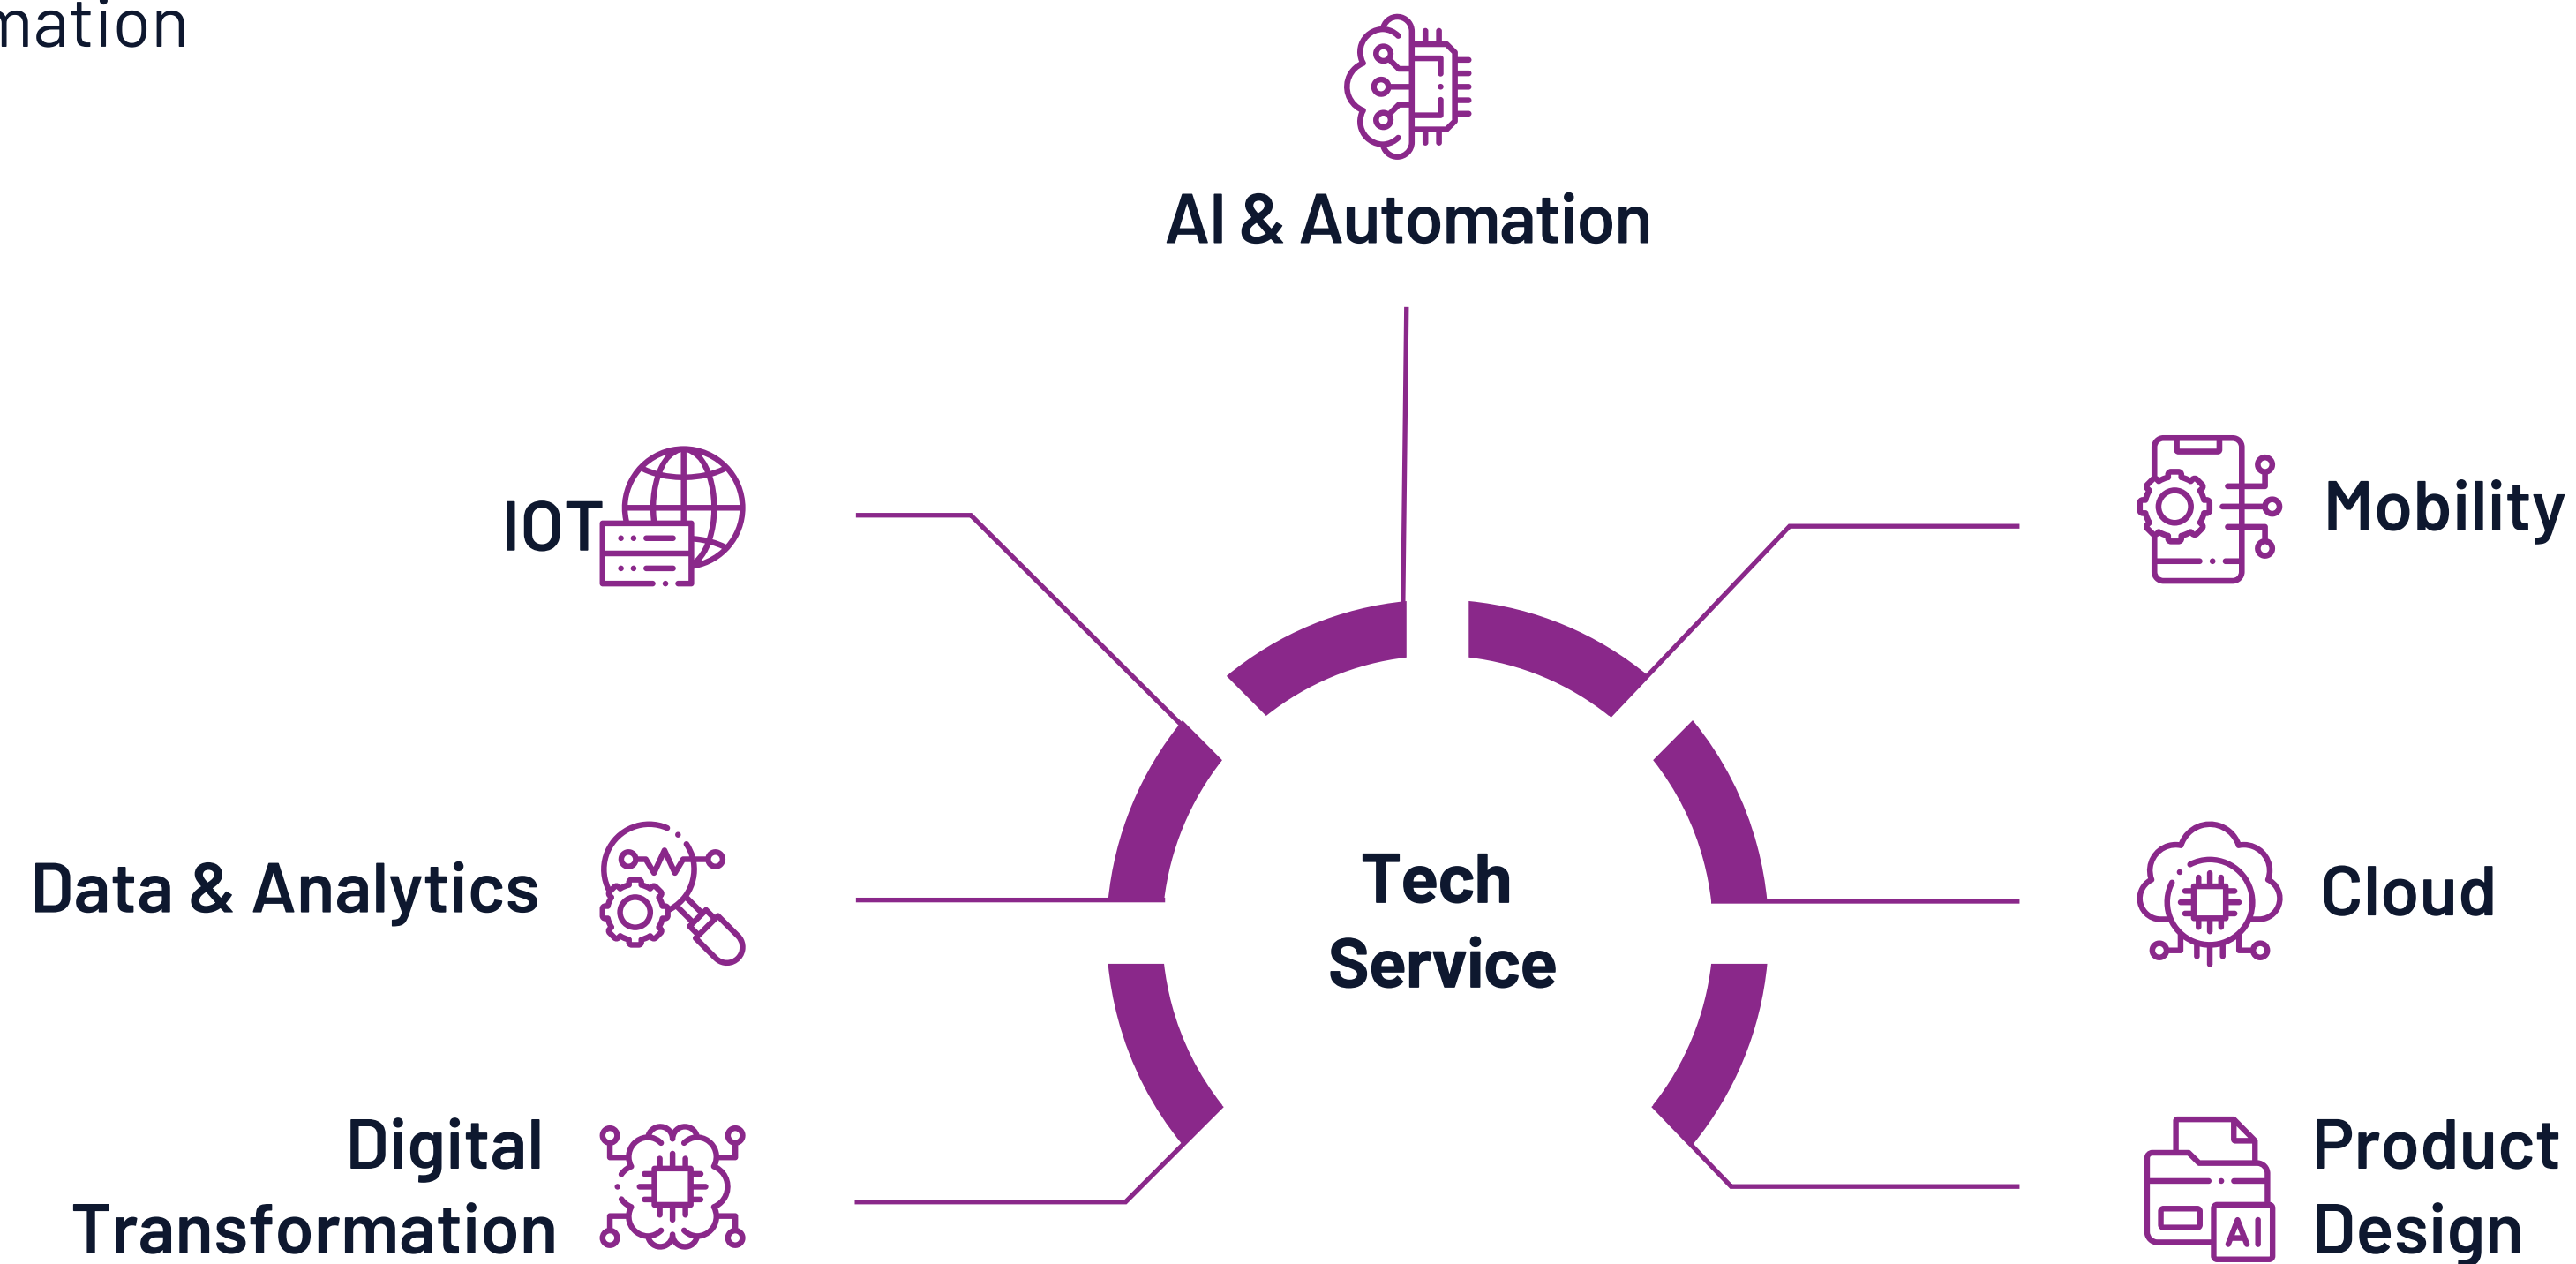 mation
AI & Automation
IOT
Mobility
Data & Analytics
Tech
Service
Cloud
Digital
Transformation
Product
Design
AI